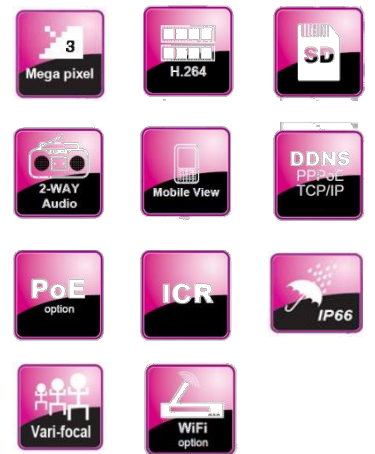 3
Mega pixel
H.264
SD
2-WAY
Audio
Mobile View
DDNS
PPPoE
TCP/IP
PoE
option
ICR
IP66
Vari-focal
WiFi
option